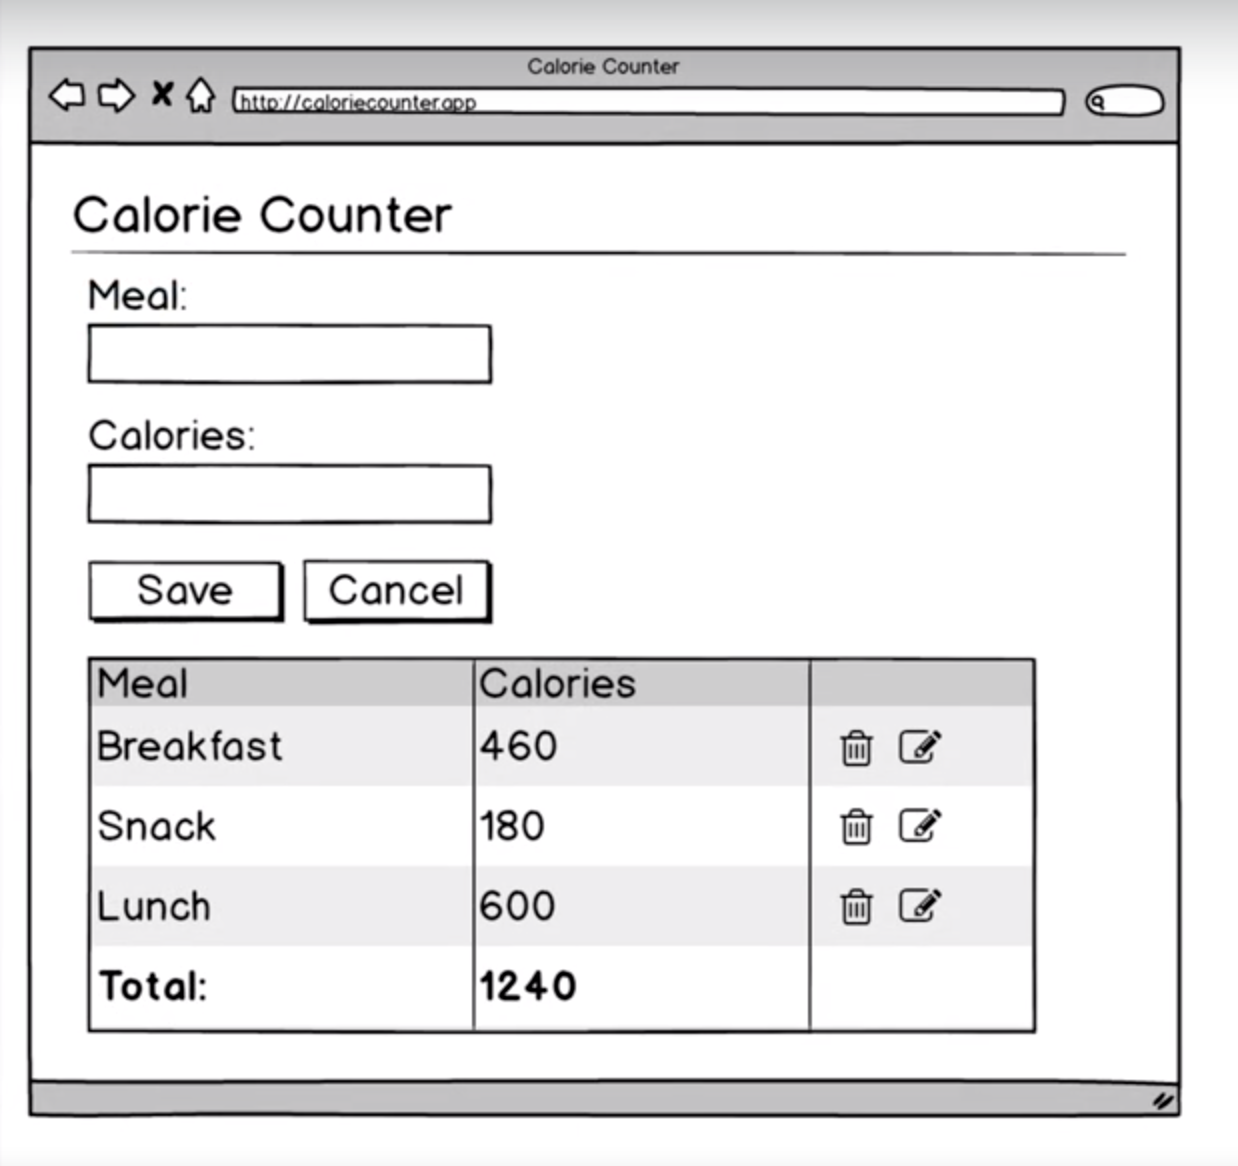 Calorie Counter
http://caloriecounter.app
Calorie Counter
Meal:
Calories:
Save Cancel
Meal Calories
Breakfast 460
Snack 180
Lunch 600
Total: 1240